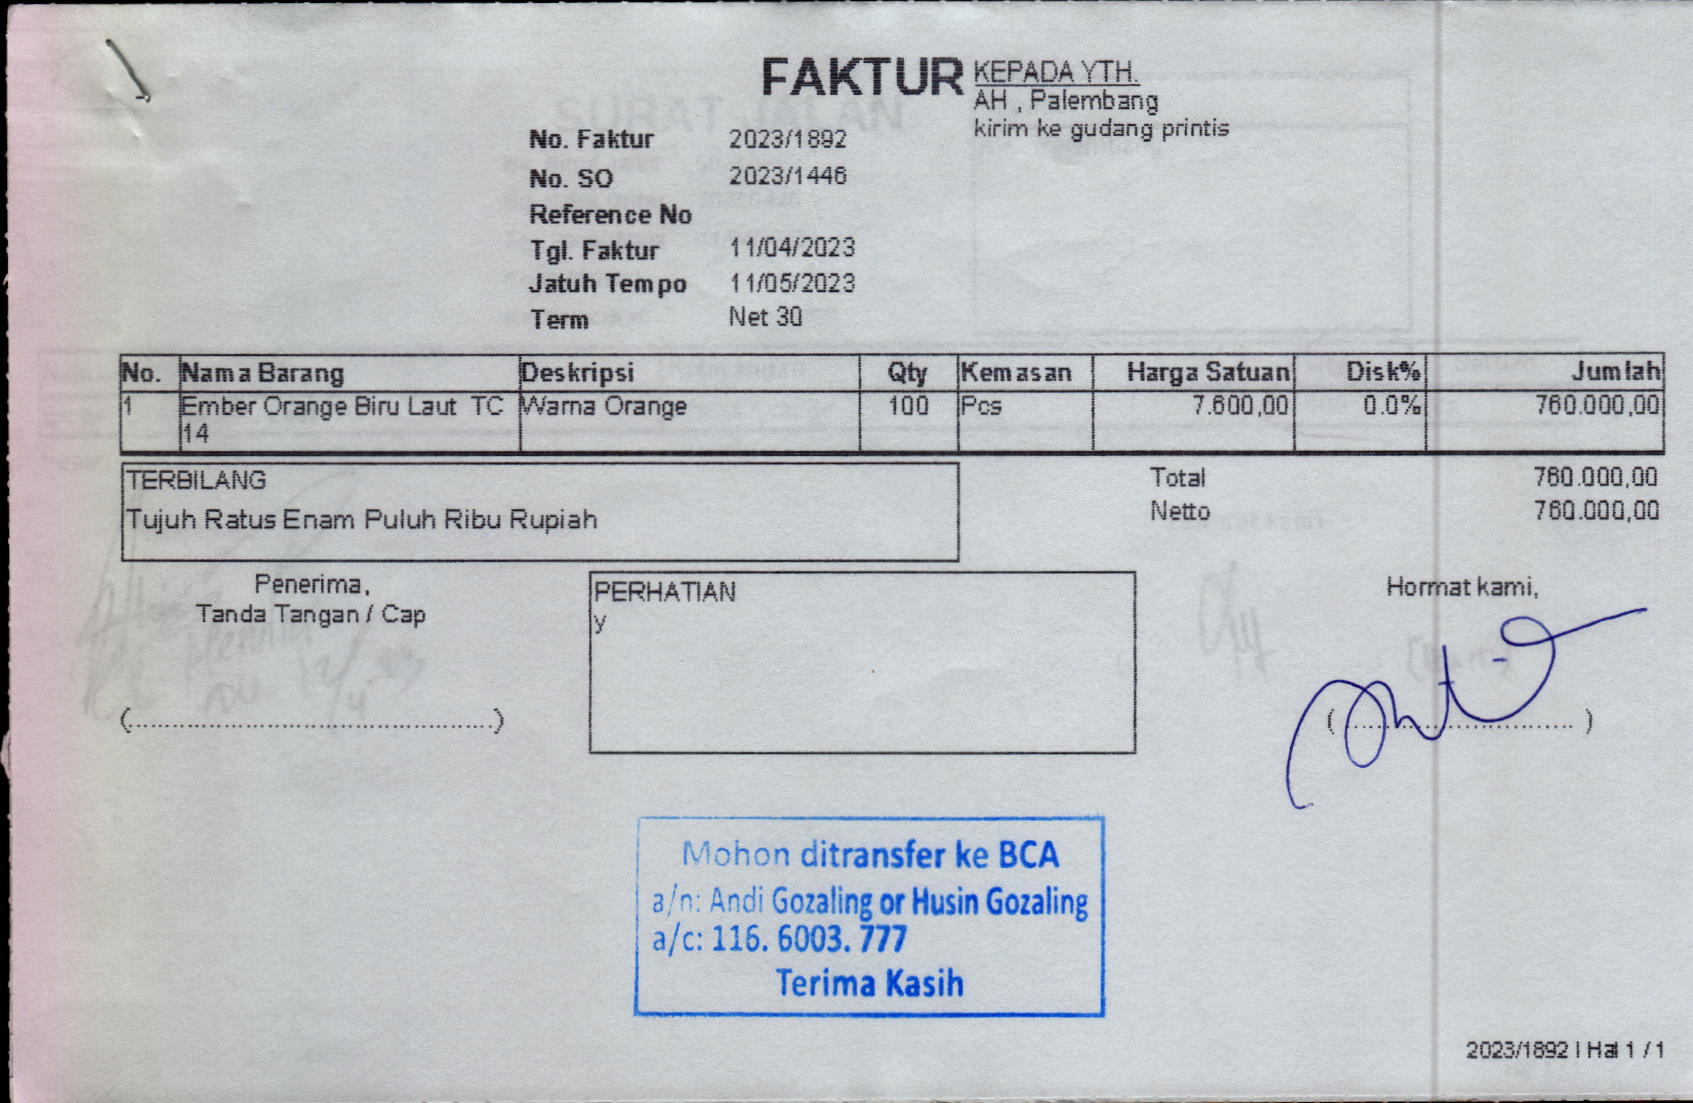 FAKTUR
KEPADA YTH.
AH , Palembang
kirim ke gudang printis
No. Faktur 2023/1892
No. SO 2023/1446
Reference No
Tgl. Faktur 11/04/2023
Jatuh Tempo 11/05/2023
Term Net 30
No. Nama Barang Deskripsi Qty Kemasan Harga Satuan Disk% Jumlah
1 Ember Orange Biru Laut TC Warna Orange 100 Pcs 7.600,00 0.0% 760.000,00
14
TERBILANG
Tujuh Ratus Enam Puluh Ribu Rupiah
Total 760.000,00
Netto 760.000,00
Penerima,
Tanda Tangan / Cap
(.....................................................)
PERHATIAN
y
Hormat kami,
( ................................. )
Mohon ditransfer ke BCA
a/n: Andi Gozaling or Husin Gozaling
a/c: 116. 6003. 777
Terima Kasih
2023/1892 | Hal 1 / 1
SURAT JALAN